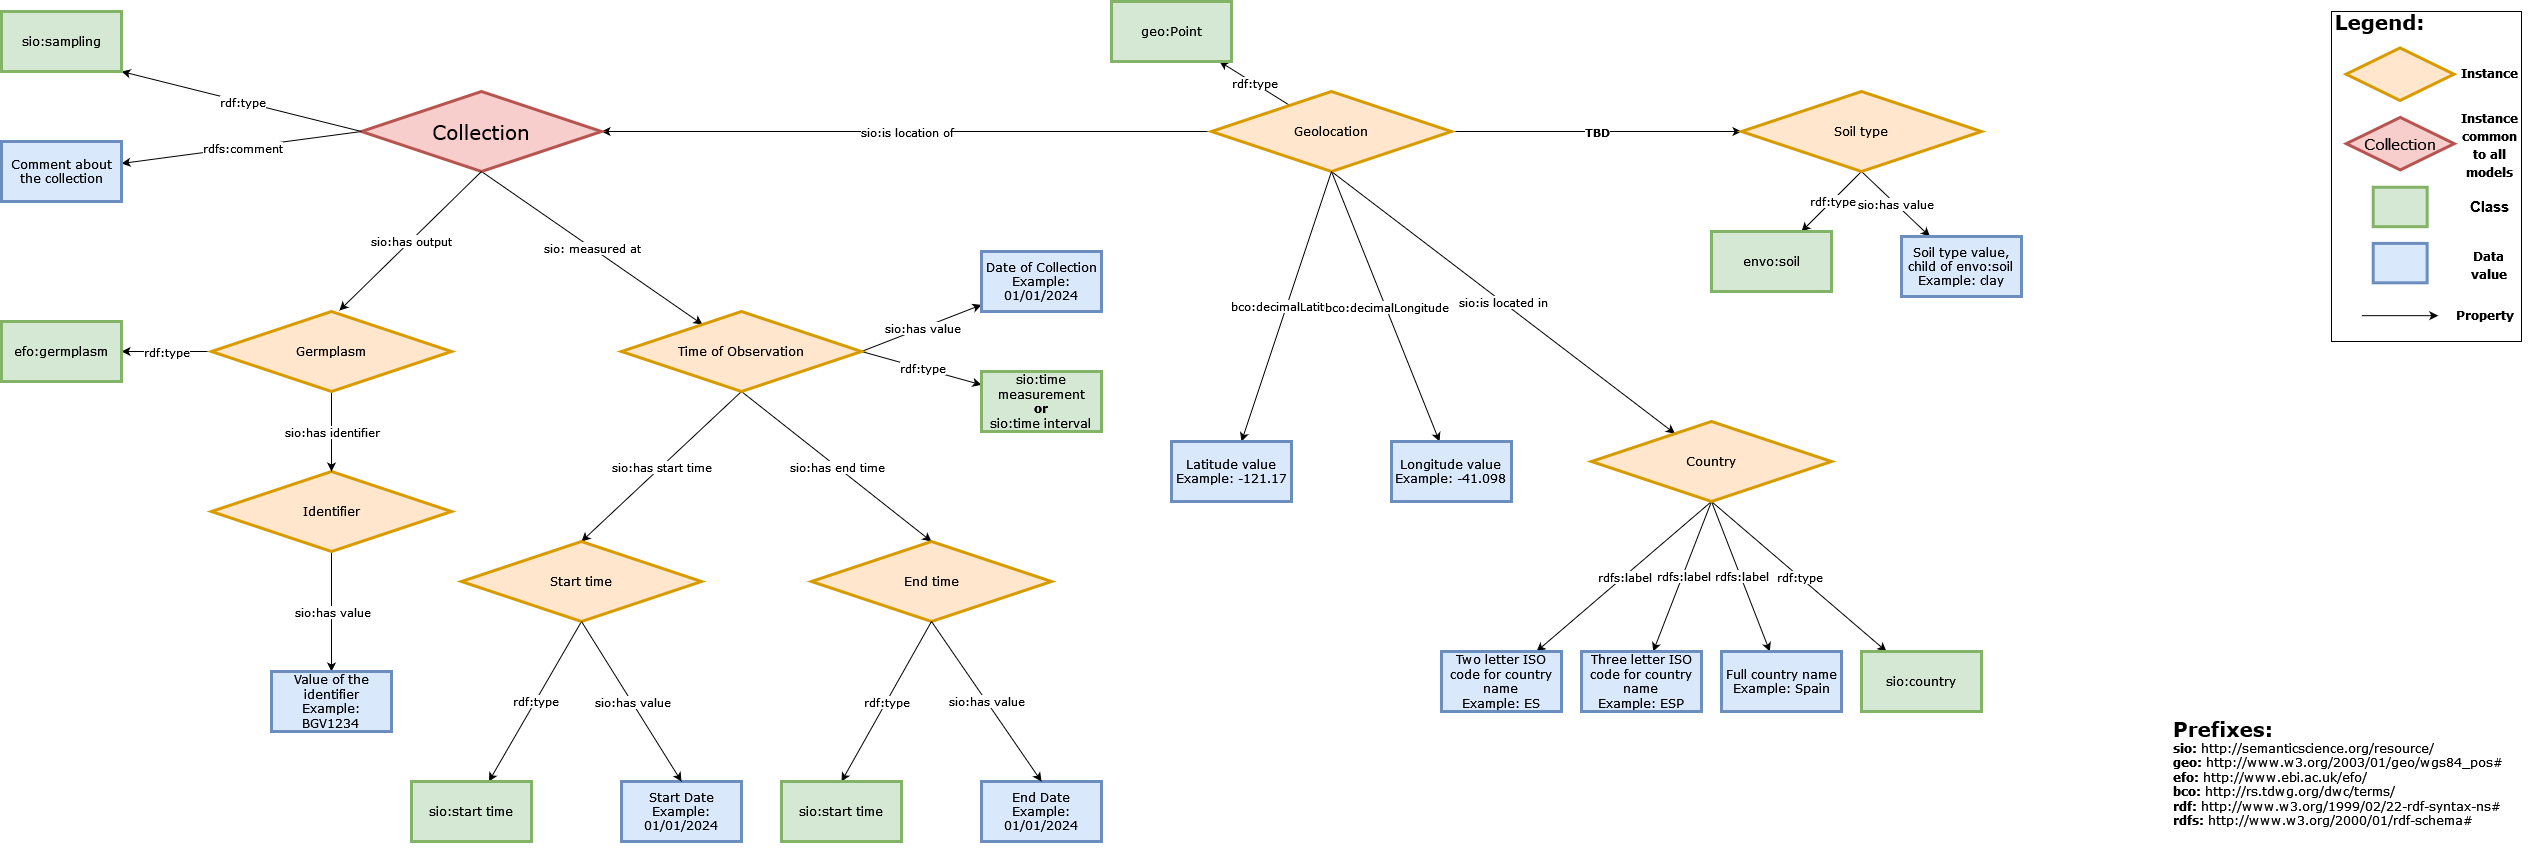 geo:Point
sio:sampling
rdf:type
rdf:type
Collection
sio:is location of
Geolocation
TBD
Soil type
rdfs:comment
Comment about
the collection
rdf:type
sio:has value
envo:soil
Soil type value,
child of envo:soil
Example: clay
sio:has output
sio: measured at
Date of Collection
Example:
01/01/2024
bco:decimalLatit
bco:decimalLongitude
sio:is located in
efo:germplasm
rdf:type
Germplasm
Time of Observation
sio:has value
rdf:type
sio:time
measurement
or
sio:time interval
sio:has identifier
sio:has start time
sio:has end time
Latitude value
Example: -121.17
Longitude value
Example: -41.098
Country
Identifier
Start time
End time
rdfs:label
rdfs:label
rdfs:label
rdf:type
sio:has value
Value of the
identifier
Example:
BGV1234
Two letter ISO
code for country
name
Example: ES
Three letter ISO
code for country
name
Example: ESP
Full country name
Example: Spain
sio:country
rdf:type
sio:has value
rdf:type
sio:has value
sio:start time
Start Date
Example:
01/01/2024
sio:start time
End Date
Example:
01/01/2024
Legend:
Instance
Collection
Instance
common
to all
models
Class
Data
value
Property
Prefixes:
sio: http://semanticscience.org/resource/
geo: http://www.w3.org/2003/01/geo/wgs84_pos#
efo: http://www.ebi.ac.uk/efo/
bco: http://rs.tdwg.org/dwc/terms/
rdf: http://www.w3.org/1999/02/22-rdf-syntax-ns#
rdfs: http://www.w3.org/2000/01/rdf-schema#